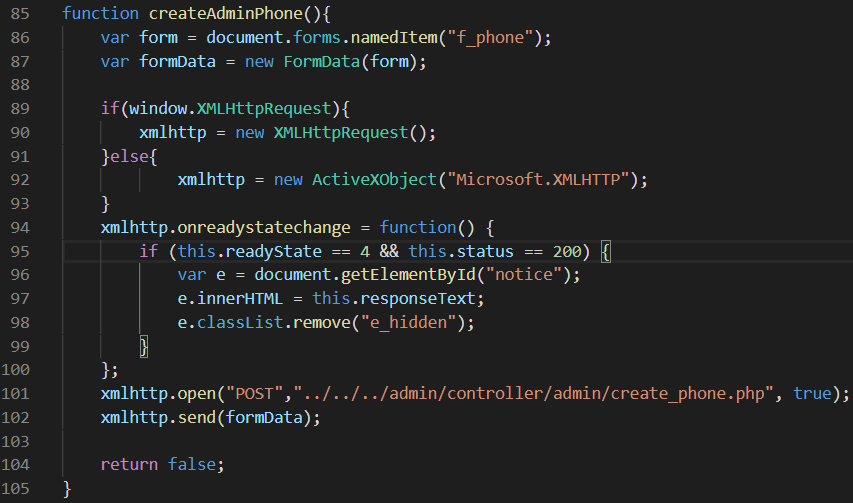 85 function createAdminPhone(){
86     var form = document.forms.namedItem("f_phone");
87     var formData = new FormData(form);
88
89     if(window.XMLHttpRequest){
90         xmlhttp = new XMLHttpRequest();
91     }else{
92             xmlhttp = new ActiveXObject("Microsoft.XMLHTTP");
93     }
94     xmlhttp.onreadystatechange = function() {
95         if (this.readyState == 4 && this.status == 200) {
96             var e = document.getElementById("notice");
97             e.innerHTML = this.responseText;
98             e.classList.remove("e_hidden");
99         }
100     };
101     xmlhttp.open("POST","../../../admin/controller/admin/create_phone.php", true);
102     xmlhttp.send(formData);
103
104     return false;
105 }